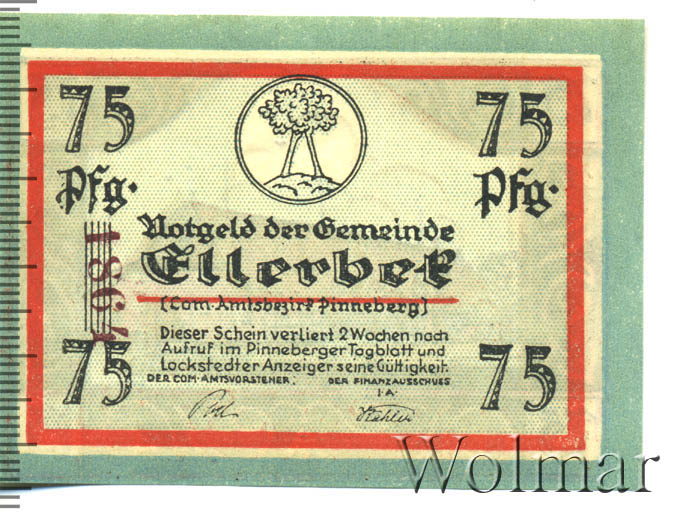 75 75
Pfg. Pfg.
Notgeld der Gemeinde
Ellerbek
(Com-Amtsbezirk Pinneberg)
Dieser Schein verliert 2 Wochen nach
Aufruf im Pinneberger Tagblatt und
Lockstedter Anzeiger seine Gültigkeit.
DER COM-AMTSVORSTEHER: DER FINANZAUSSCHUSS
I·A·
75 75
Wolmar